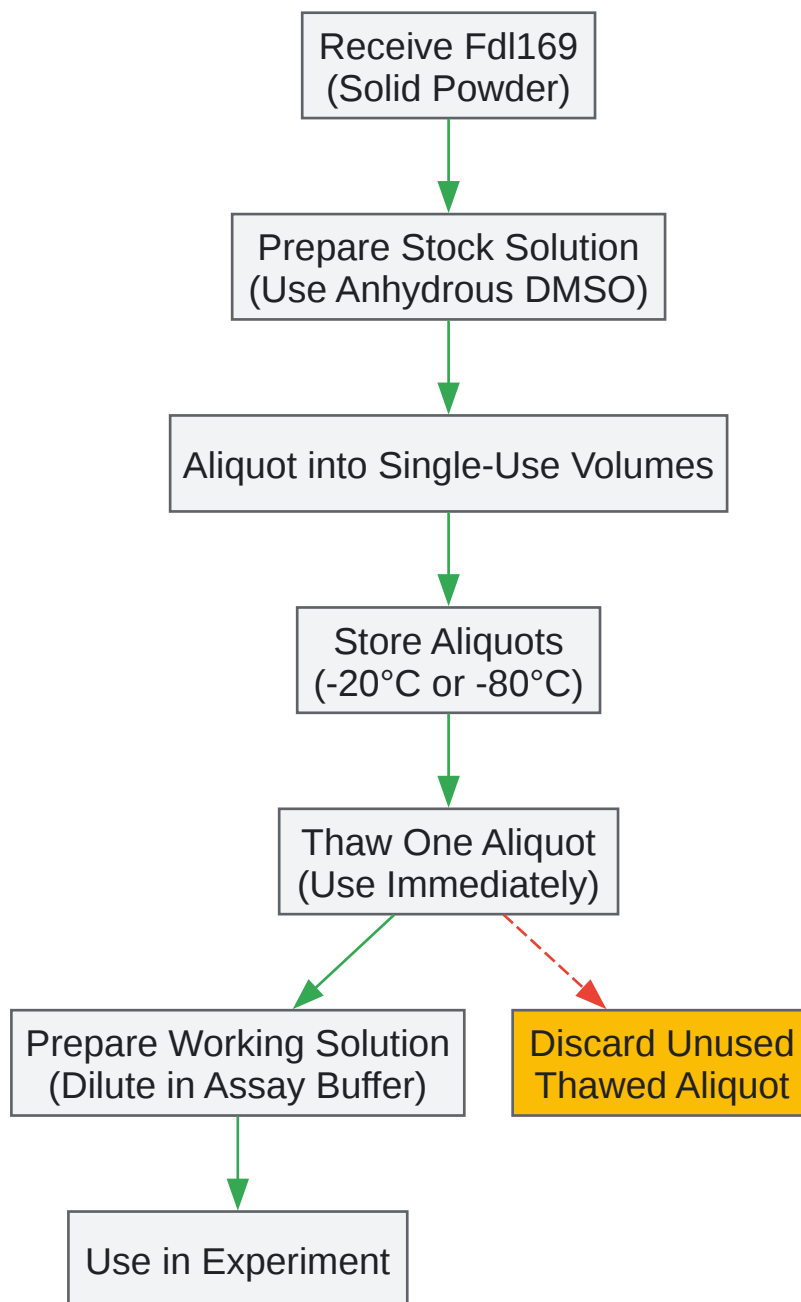 Receive Fdl169
(Solid Powder)
Prepare Stock Solution
(Use Anhydrous DMSO)
Aliquot into Single-Use Volumes
Store Aliquots
(-20°C or -80°C)
Thaw One Aliquot
(Use Immediately)
Prepare Working Solution
(Dilute in Assay Buffer)
Discard Unused
Thawed Aliquot
Use in Experiment